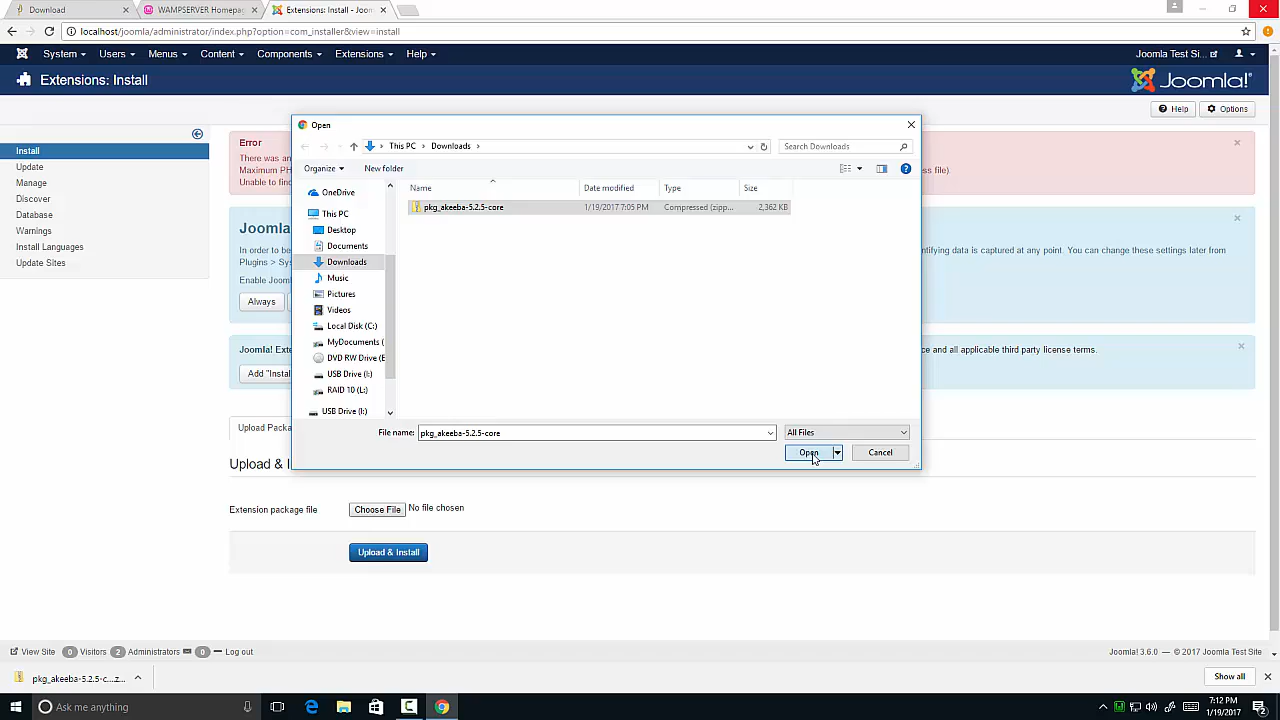 Download
WAMPSERVER Homepag
Extensions: Install - Joom
localhost/joomla/administrator/index.php?option=com_installer&view=install
System Users Menus Content Components Extensions Help
Joomla Test Si...
Extensions: Install
Joomla!
Help Options
Install
Update
Manage
Discover
Database
Warnings
Install Languages
Update Sites
Error
There was an
Maximum PH
Unable to fin
ss file).
Joomla
In order to be
Plugins > Sys
ntifying data is captured at any point. You can change these settings later from
Enable Jooml
Always
Joomla! Exte
ce and all applicable third party license terms.
Add "Instal
Open
This PC Downloads
Search Downloads
Organize New folder
Name Date modified Type Size
pkg_akeeba-5.2.5-core 1/19/2017 7:05 PM Compressed (zipp... 2,362 KB
OneDrive
This PC
Desktop
Documents
Downloads
Music
Pictures
Videos
Local Disk (C:)
MyDocuments (
DVD RW Drive (E
USB Drive (I:)
RAID 10 (L:)
USB Drive (I:)
File name: pkg_akeeba-5.2.5-core All Files
Open Cancel
Upload Packa
Upload & I
Extension package file Choose File No file chosen
Upload & Install
View Site 0 Visitors 2 Administrators 0 Log out
Joomla! 3.6.0 — © 2017 Joomla Test Site
pkg_akeeba-5.2.5-c...z...
Show all
Ask me anything
7:12 PM
1/19/2017
2